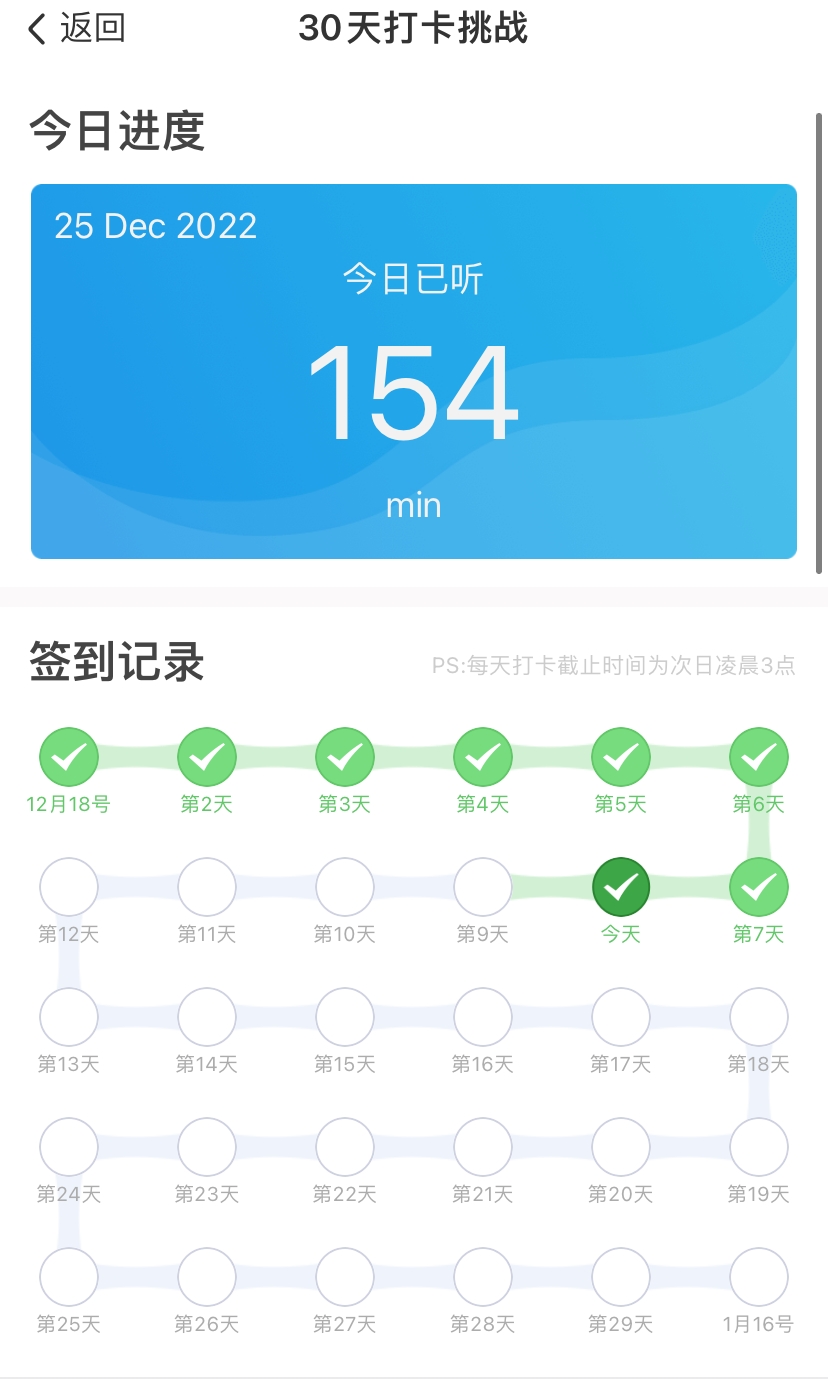 返回
30天打卡挑战
今日进度
25 Dec 2022
今日已听
154
min
签到记录
PS:每天打卡截止时间为次日凌晨3点
12月18号 第2天 第3天 第4天 第5天 第6天
第12天 第11天 第10天 第9天 今天 第7天
第13天 第14天 第15天 第16天 第17天 第18天
第24天 第23天 第22天 第21天 第20天 第19天
第25天 第26天 第27天 第28天 第29天 1月16号